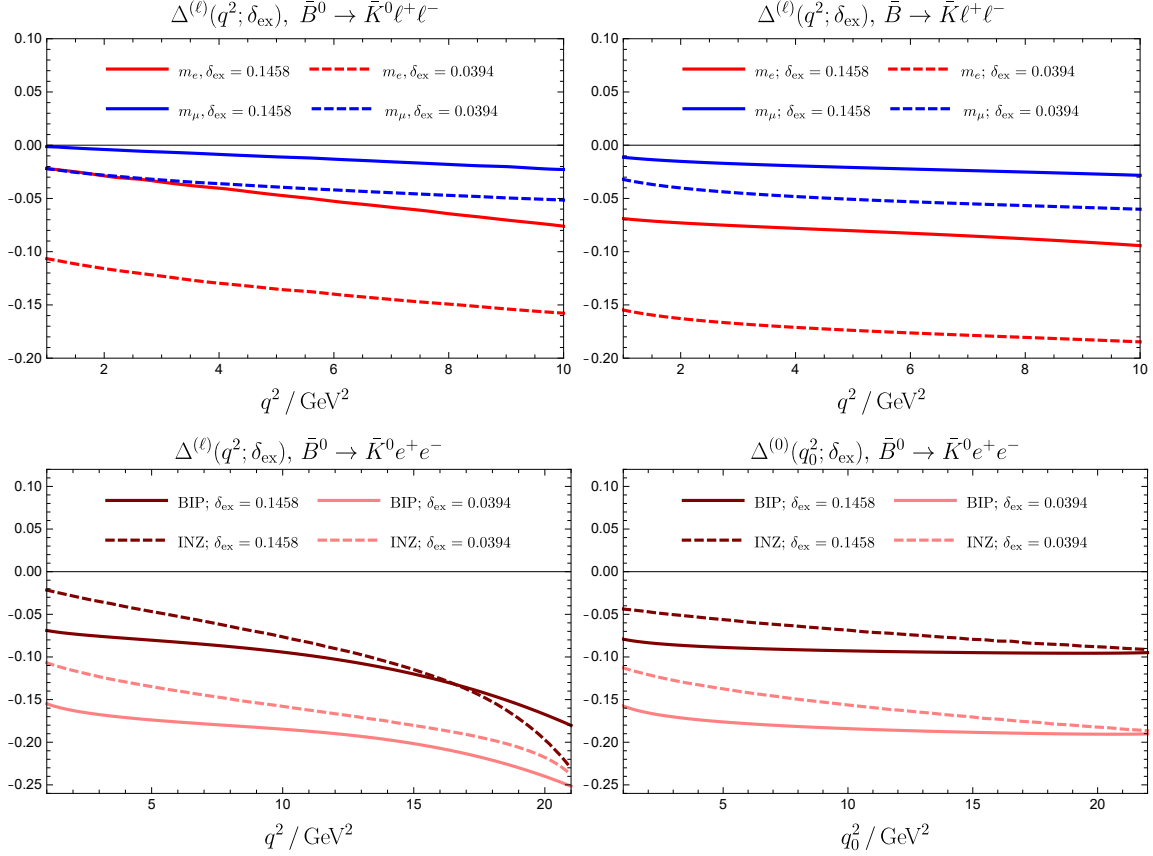 Δ^(ℓ)(q²; δ_ex), B̄⁰ → K̄⁰ℓ⁺ℓ⁻
0.10
0.05
0.00
−0.05
−0.10
−0.15
−0.20
m_e, δ_ex = 0.1458
m_e, δ_ex = 0.0394
m_μ, δ_ex = 0.1458
m_μ, δ_ex = 0.0394
2 4 6 8 10
q² / GeV²
Δ^(ℓ)(q²; δ_ex), B̄ → K̄ℓ⁺ℓ⁻
0.10
0.05
0.00
−0.05
−0.10
−0.15
−0.20
m_e; δ_ex = 0.1458
m_e; δ_ex = 0.0394
m_μ; δ_ex = 0.1458
m_μ; δ_ex = 0.0394
2 4 6 8 10
q² / GeV²
Δ^(ℓ)(q²; δ_ex), B̄⁰ → K̄⁰e⁺e⁻
0.10
0.05
0.00
−0.05
−0.10
−0.15
−0.20
−0.25
BIP; δ_ex = 0.1458
BIP; δ_ex = 0.0394
INZ; δ_ex = 0.1458
INZ; δ_ex = 0.0394
5 10 15 20
q² / GeV²
Δ^(0)(q₀²; δ_ex), B̄⁰ → K̄⁰e⁺e⁻
0.10
0.05
0.00
−0.05
−0.10
−0.15
−0.20
−0.25
BIP; δ_ex = 0.1458
BIP; δ_ex = 0.0394
INZ; δ_ex = 0.1458
INZ; δ_ex = 0.0394
5 10 15 20
q₀² / GeV²